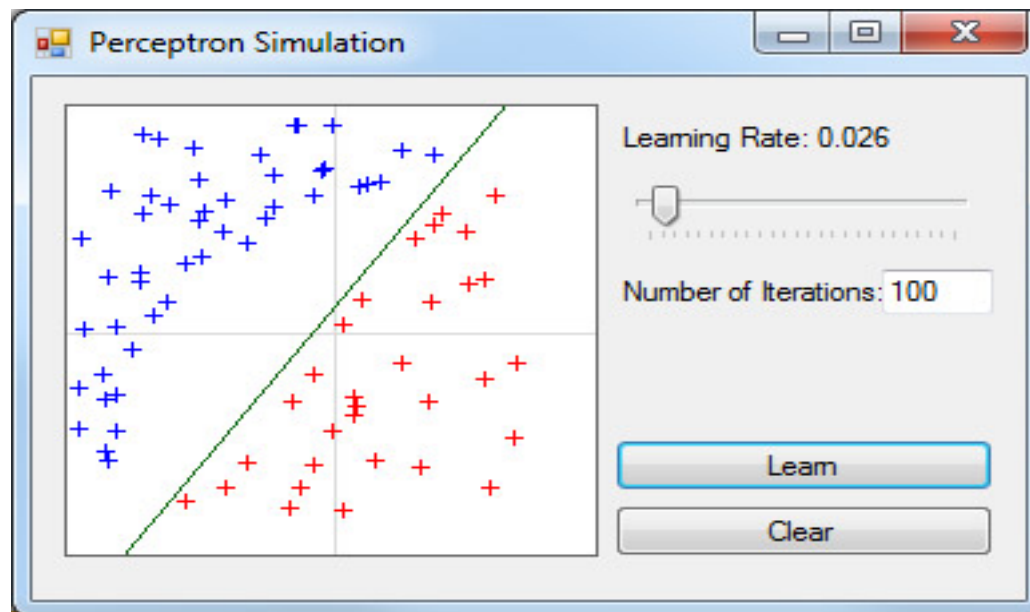 Perceptron Simulation
Learning Rate: 0.026
Number of Iterations: 100
Learn
Clear